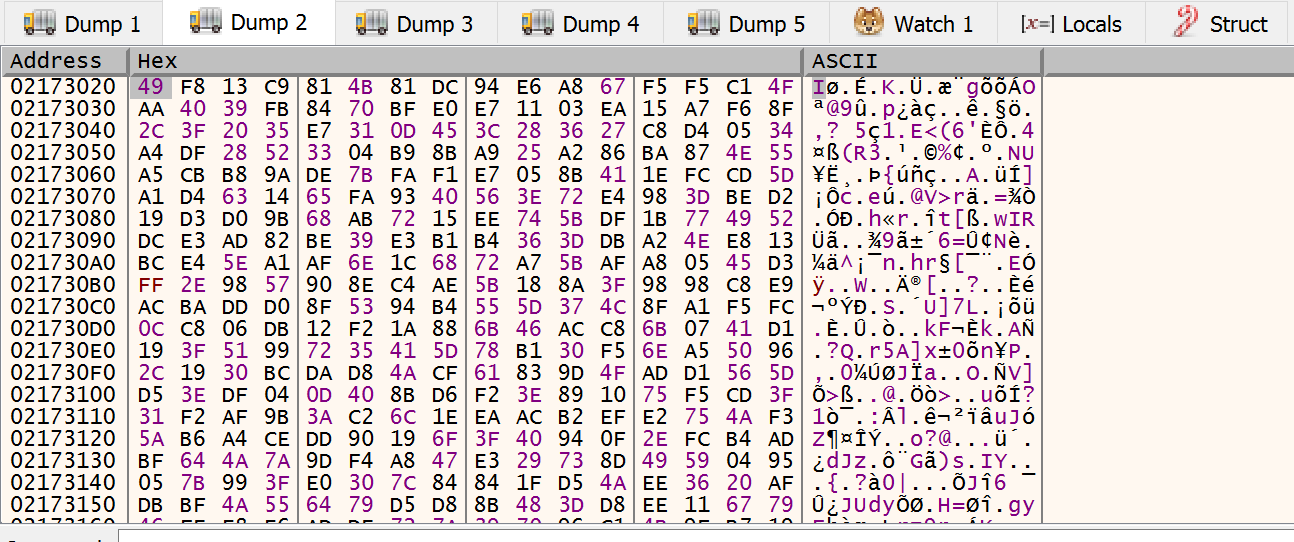 Dump 1 Dump 2 Dump 3 Dump 4 Dump 5 Watch 1 [x=] Locals Struct
Address Hex ASCII
02173020 49 F8 13 C9 81 4B 81 DC 94 E6 A8 67 F5 F5 C1 4F Iø.É.K.Ü.æ¨gõõÁO
02173030 AA 40 39 FB 84 70 BF E0 E7 11 03 EA 15 A7 F6 8F ª@9û.p¿àç..ê.§ö.
02173040 2C 3F 20 35 E7 31 0D 45 3C 28 36 27 C8 D4 05 34 ,? 5ç1.E<(6'ÈÔ.4
02173050 A4 DF 28 52 33 04 B9 8B A9 25 A2 86 BA 87 4E 55 ¤ß(R3.¹.©%¢.º.NU
02173060 A5 CB B8 9A DE 7B FA F1 E7 05 8B 41 1E FC CD 5D ¥Ë¸.Þ{úñç..A.üÍ]
02173070 A1 D4 63 14 65 FA 93 40 56 3E 72 E4 98 3D BE D2 ¡Ôc.eú.@V>rä.=¾Ò
02173080 19 D3 D0 9B 68 AB 72 15 EE 74 5B DF 1B 77 49 52 .ÓÐ.h«r.ît[ß.wIR
02173090 DC E3 AD 82 BE 39 E3 B1 B4 36 3D DB A2 4E E8 13 Üã..¾9ã±´6=Û¢Nè.
021730A0 BC E4 5E A1 AF 6E 1C 68 72 A7 5B AF A8 05 45 D3 ¼ä^¡¯n.hr§[¯¨.EÓ
021730B0 FF 2E 98 57 90 8E C4 AE 5B 18 8A 3F 98 98 C8 E9 ÿ..W..Ä®[..?..Èé
021730C0 AC BA DD D0 8F 53 94 B4 55 5D 37 4C 8F A1 F5 FC ¬ºÝÐ.S.´U]7L.¡õü
021730D0 0C C8 06 DB 12 F2 1A 88 6B 46 AC C8 6B 07 41 D1 .È.Û.ò..kF¬Èk.AÑ
021730E0 19 3F 51 99 72 35 41 5D 78 B1 30 F5 6E A5 50 96 .?Q.r5A]x±0õn¥P.
021730F0 2C 19 30 BC DA D8 4A CF 61 83 9D 4F AD D1 56 5D ,.0¼ÚØJÏa..O.ÑV]
02173100 D5 3E DF 04 0D 40 8B D6 F2 3E 89 10 75 F5 CD 3F Õ>ß..@.Öò>..uõÍ?
02173110 31 F2 AF 9B 3A C2 6C 1E EA AC B2 EF E2 75 4A F3 1ò¯.:Âl.ê¬²ïâuJó
02173120 5A B6 A4 CE DD 90 19 6F 3F 40 94 0F 2E FC B4 AD Z¶¤ÎÝ..o?@...ü´.
02173130 BF 64 4A 7A 9D F4 A8 47 E3 29 73 8D 49 59 04 95 ¿dJz.ô¨Gã)s.IY..
02173140 05 7B 99 3F E0 30 7C 84 84 1F D5 4A EE 36 20 AF .{.?à0|...ÕJî6 ¯
02173150 DB BF 4A 55 64 79 D5 D8 8B 48 3D D8 EE 11 67 79 Û¿JUdyÕØ.H=Øî.gy